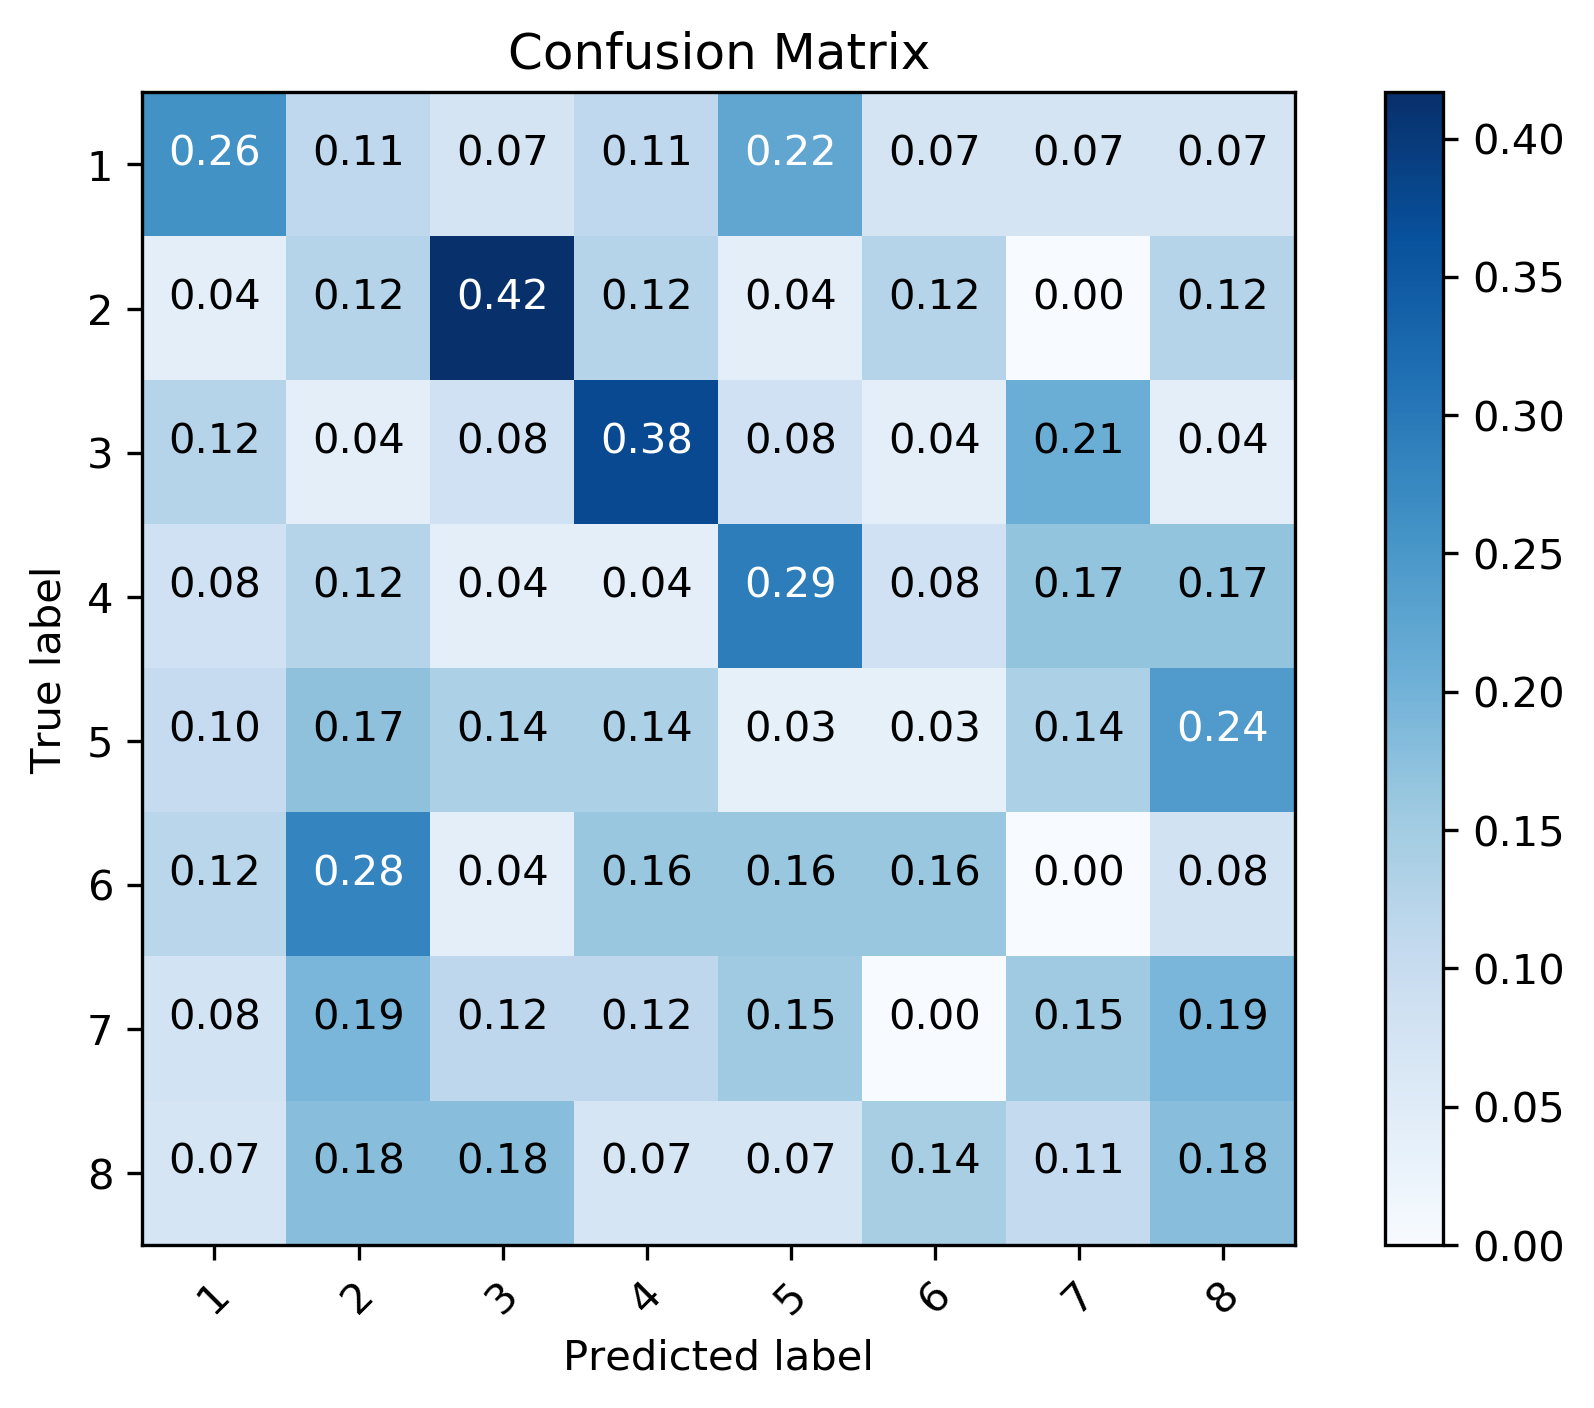 Confusion Matrix
1 0.26 0.11 0.07 0.11 0.22 0.07 0.07 0.07
2 0.04 0.12 0.42 0.12 0.04 0.12 0.00 0.12
3 0.12 0.04 0.08 0.38 0.08 0.04 0.21 0.04
4 0.08 0.12 0.04 0.04 0.29 0.08 0.17 0.17
5 0.10 0.17 0.14 0.14 0.03 0.03 0.14 0.24
6 0.12 0.28 0.04 0.16 0.16 0.16 0.00 0.08
7 0.08 0.19 0.12 0.12 0.15 0.00 0.15 0.19
8 0.07 0.18 0.18 0.07 0.07 0.14 0.11 0.18
1 2 3 4 5 6 7 8
True label
Predicted label
0.40
0.35
0.30
0.25
0.20
0.15
0.10
0.05
0.00